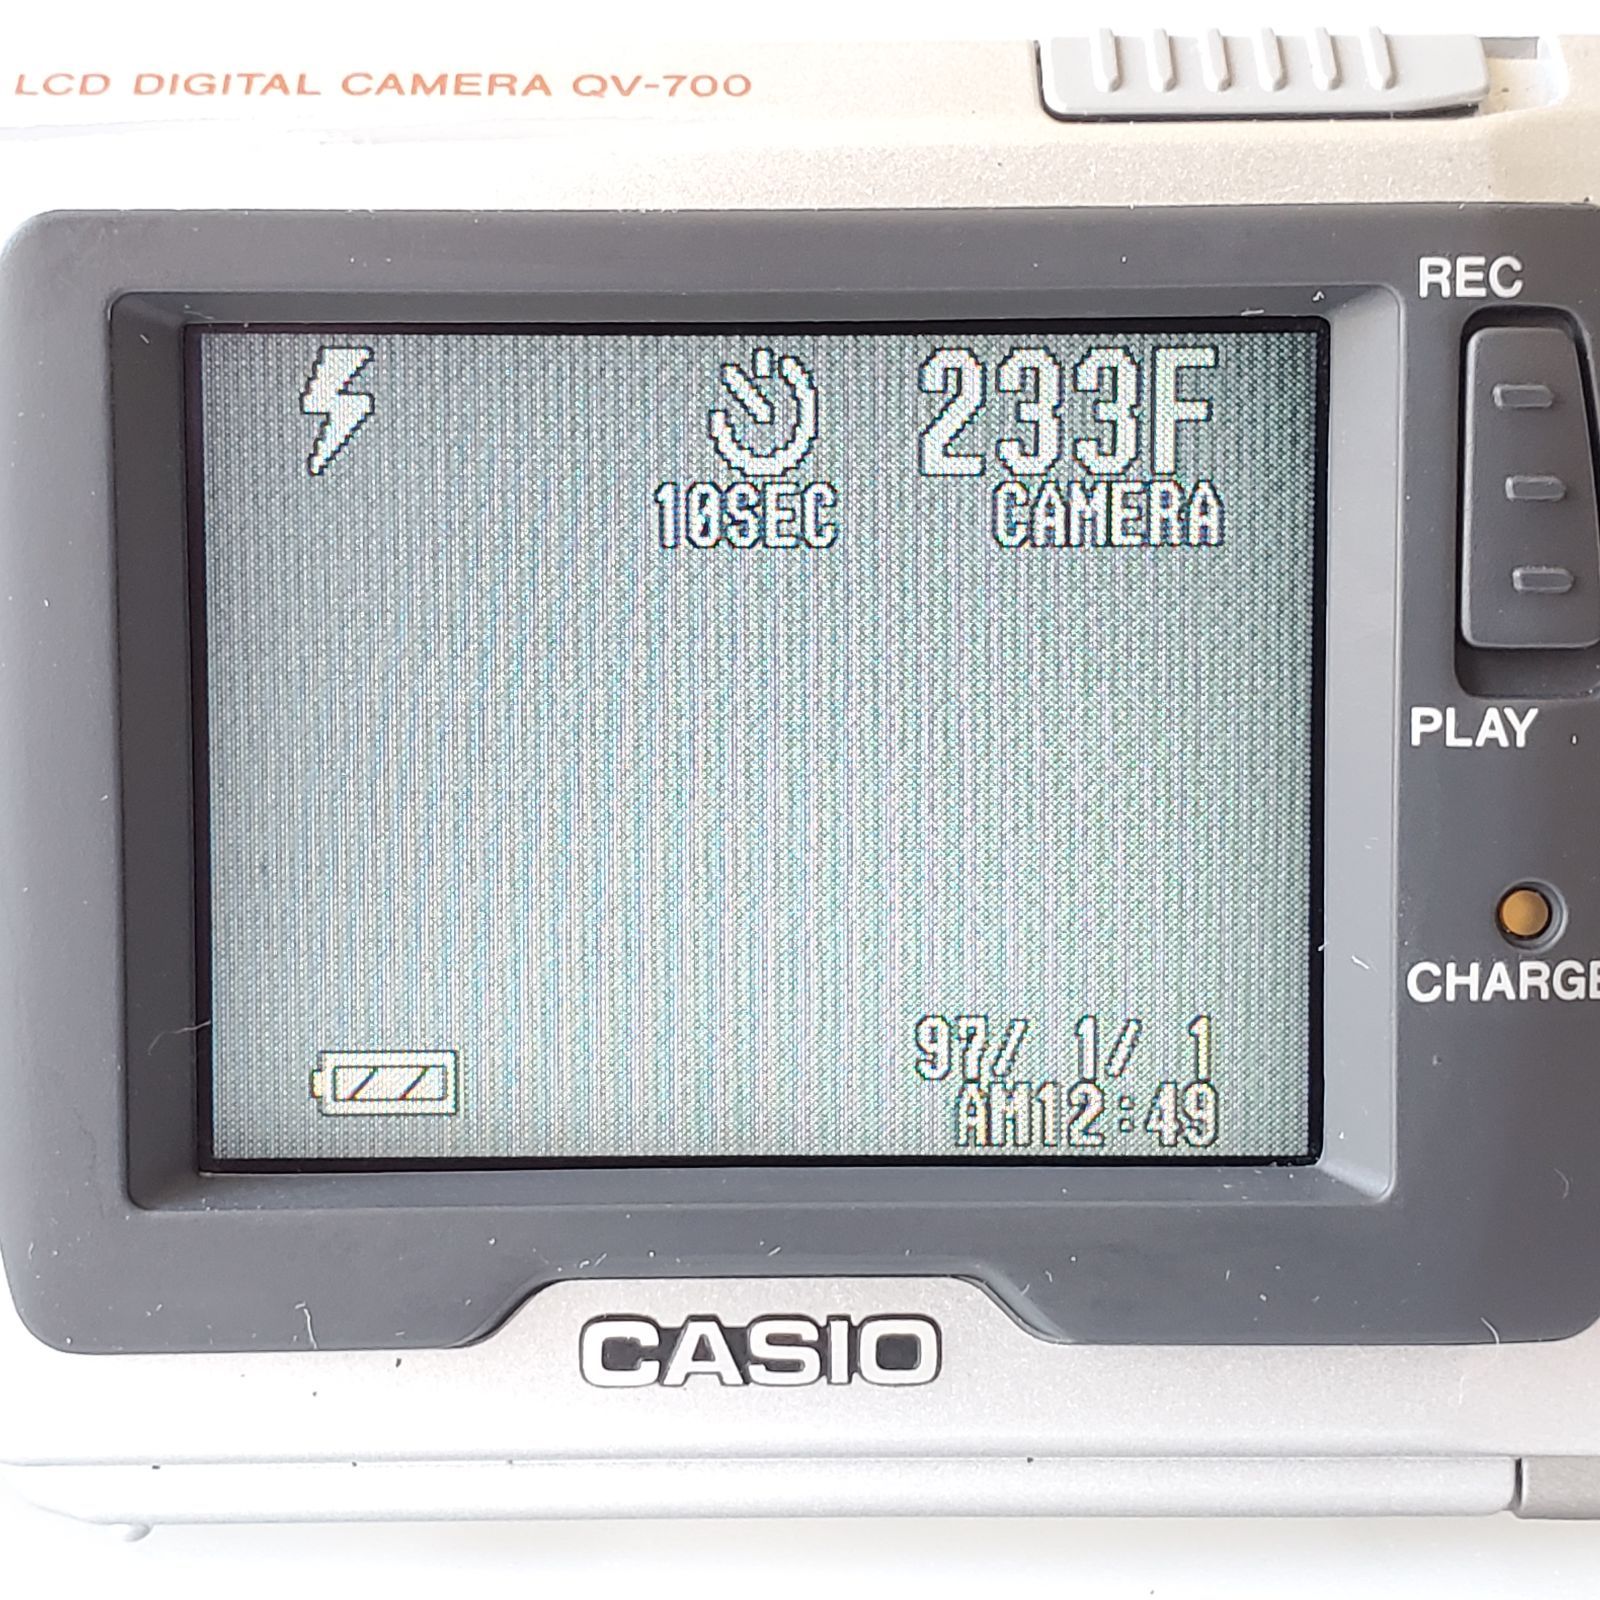 LCD DIGITAL CAMERA QV-700
REC
233F
10SEC CAMERA
PLAY
CHARGE
97/ 1/ 1
AM12:49
CASIO